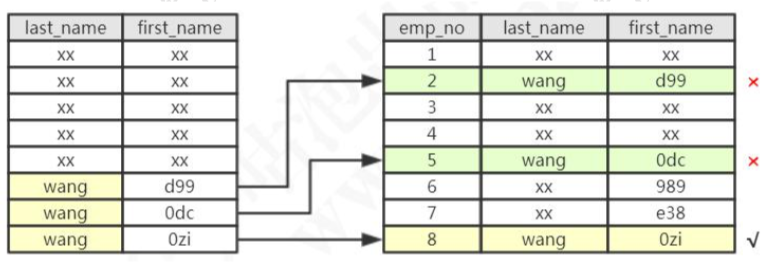 last_name first_name
xx xx
xx xx
xx xx
xx xx
xx xx
wang d99
wang 0dc
wang 0zi
emp_no last_name first_name
1 xx xx
2 wang d99 ×
3 xx xx
4 xx xx
5 wang 0dc ×
6 xx 989
7 xx e38
8 wang 0zi √